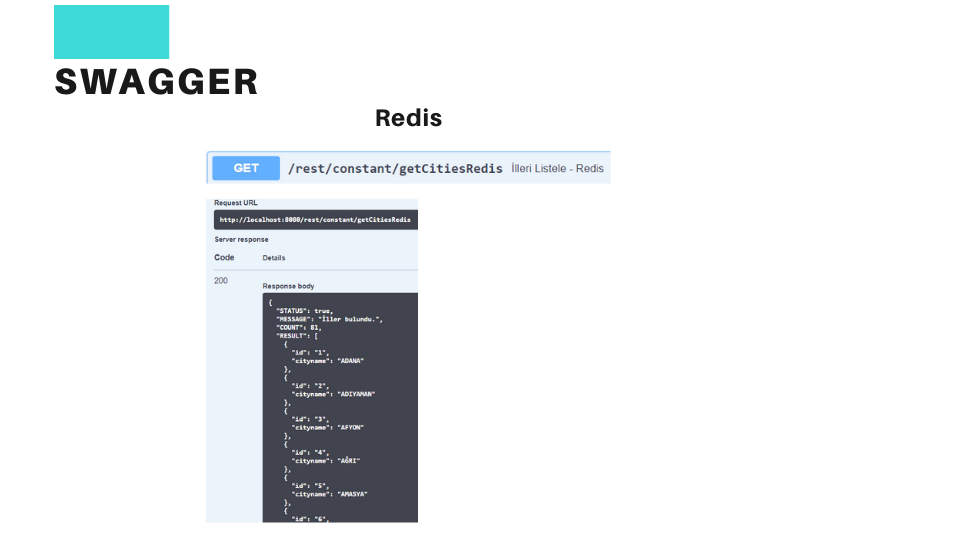 SWAGGER
Redis
GET /rest/constant/getCitiesRedis İlleri Listele - Redis
Request URL
http://localhost:8080/rest/constant/getCitiesRedis
Server response
Code Details
200
Response body
{
"STATUS": true,
"MESSAGE": "İller bulundu.",
"COUNT": 81,
"RESULT": [
{
"id": "1",
"cityname": "ADANA"
},
{
"id": "2",
"cityname": "ADIYAMAN"
},
{
"id": "3",
"cityname": "AFYON"
},
{
"id": "4",
"cityname": "AĞRI"
},
{
"id": "5",
"cityname": "AMASYA"
},
{
"id": "6",